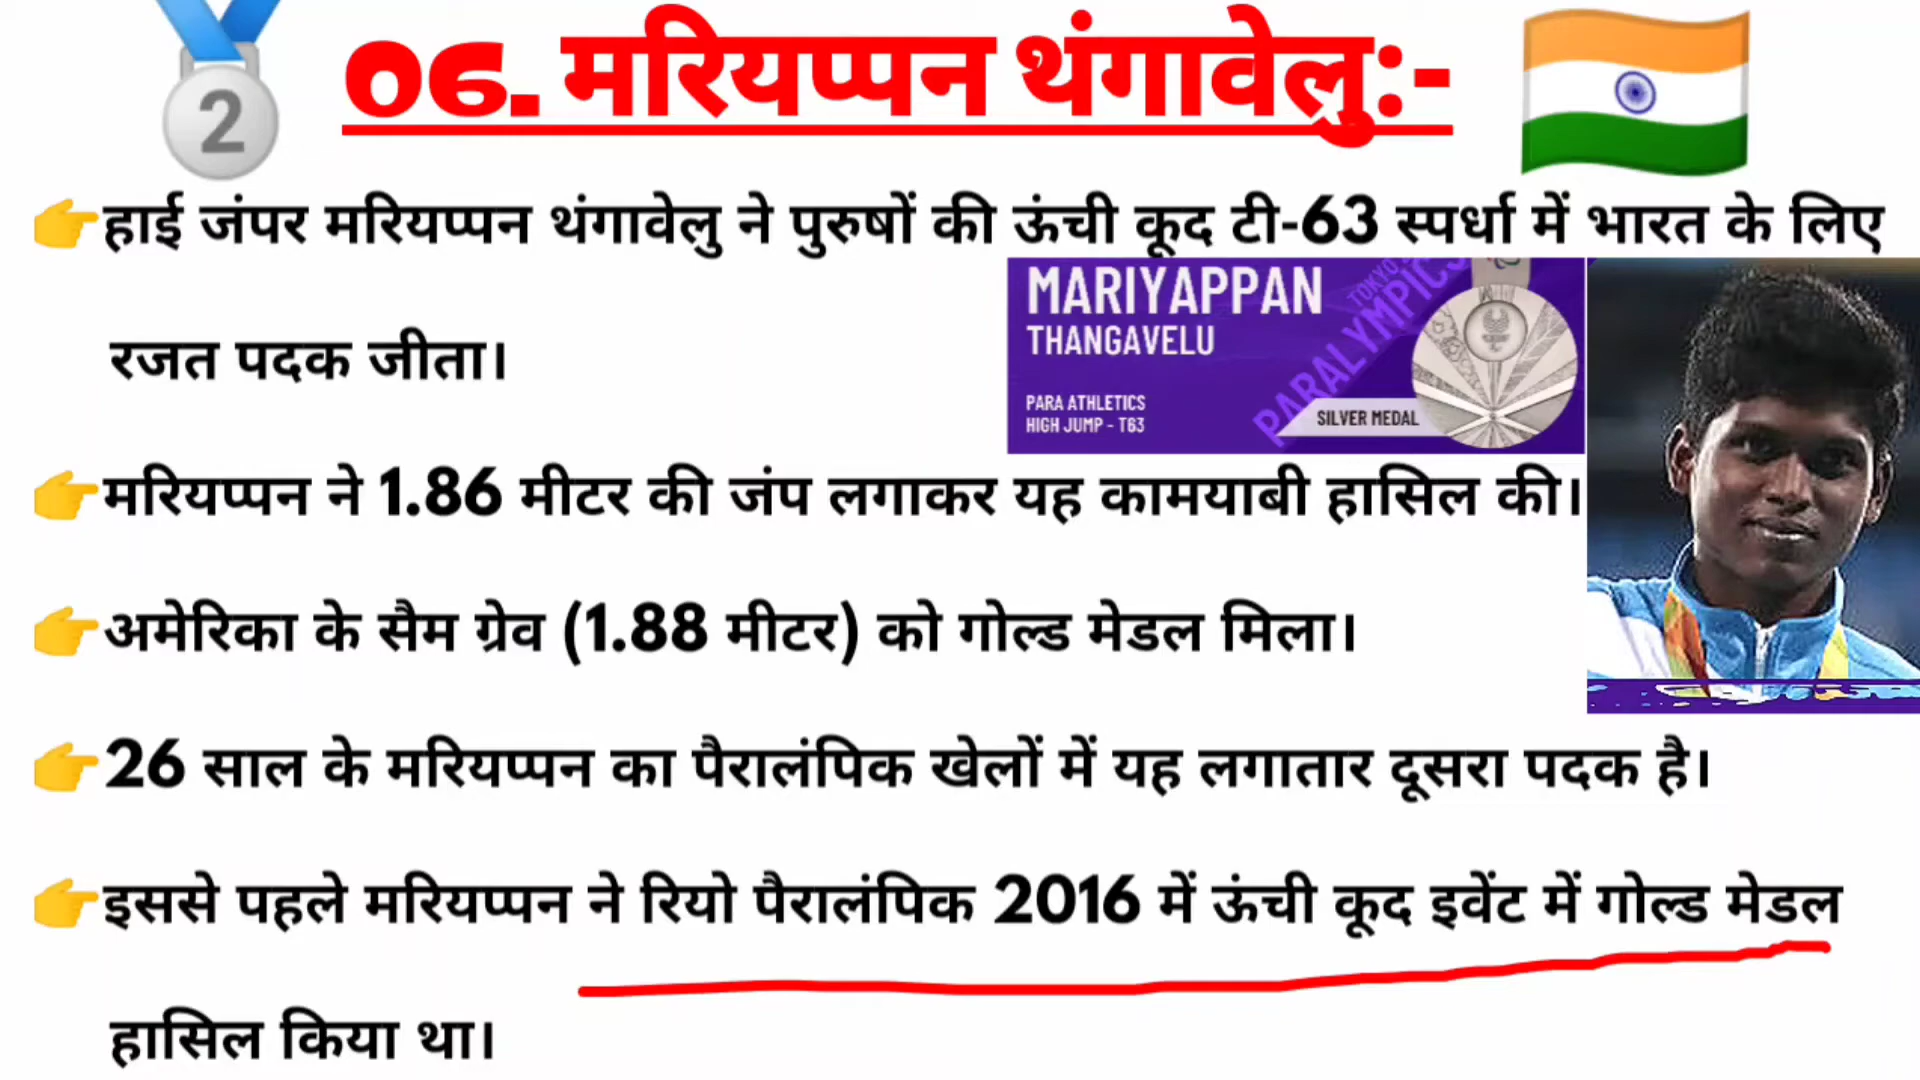 2
06. मरियप्पन थंगावेलु:-
👉हाई जंपर मरियप्पन थंगावेलु ने पुरुषों की ऊंची कूद टी-63 स्पर्धा में भारत के लिए
रजत पदक जीता।
MARIYAPPAN
THANGAVELU
PARA ATHLETICS
HIGH JUMP - T63
TOKYO
PARALYMPICS
SILVER MEDAL
👉मरियप्पन ने 1.86 मीटर की जंप लगाकर यह कामयाबी हासिल की।
👉अमेरिका के सैम ग्रेव (1.88 मीटर) को गोल्ड मेडल मिला।
👉26 साल के मरियप्पन का पैरालंपिक खेलों में यह लगातार दूसरा पदक है।
👉इससे पहले मरियप्पन ने रियो पैरालंपिक 2016 में ऊंची कूद इवेंट में गोल्ड मेडल
हासिल किया था।